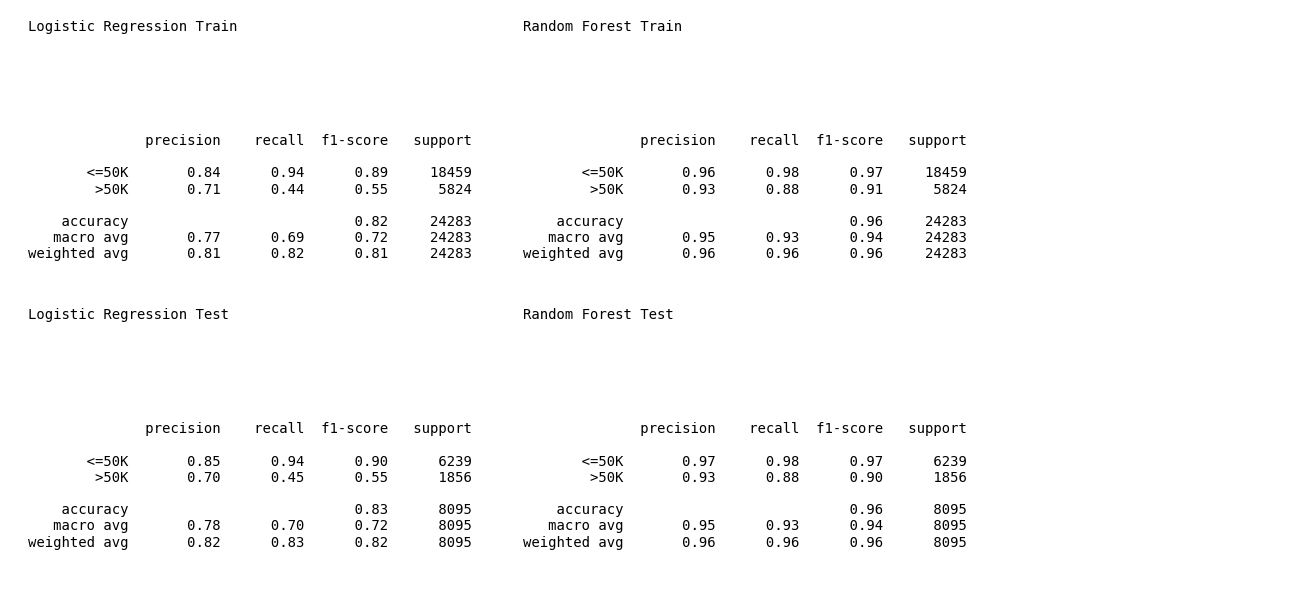 Logistic Regression Train
precision recall f1-score support
<=50K 0.84 0.94 0.89 18459
>50K 0.71 0.44 0.55 5824
accuracy 0.82 24283
macro avg 0.77 0.69 0.72 24283
weighted avg 0.81 0.82 0.81 24283
Random Forest Train
precision recall f1-score support
<=50K 0.96 0.98 0.97 18459
>50K 0.93 0.88 0.91 5824
accuracy 0.96 24283
macro avg 0.95 0.93 0.94 24283
weighted avg 0.96 0.96 0.96 24283
Logistic Regression Test
precision recall f1-score support
<=50K 0.85 0.94 0.90 6239
>50K 0.70 0.45 0.55 1856
accuracy 0.83 8095
macro avg 0.78 0.70 0.72 8095
weighted avg 0.82 0.83 0.82 8095
Random Forest Test
precision recall f1-score support
<=50K 0.97 0.98 0.97 6239
>50K 0.93 0.88 0.90 1856
accuracy 0.96 8095
macro avg 0.95 0.93 0.94 8095
weighted avg 0.96 0.96 0.96 8095